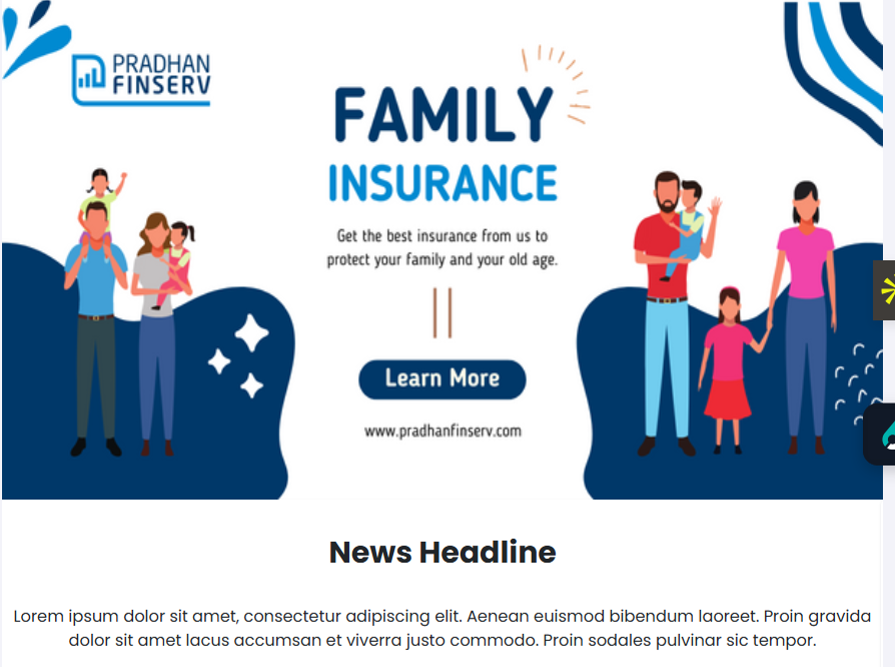 PRADHAN
FINSERV
FAMILY
INSURANCE
Get the best insurance from us to
protect your family and your old age.
Learn More
www.pradhanfinserv.com
News Headline
Lorem ipsum dolor sit amet, consectetur adipiscing elit. Aenean euismod bibendum laoreet. Proin gravida
dolor sit amet lacus accumsan et viverra justo commodo. Proin sodales pulvinar sic tempor.